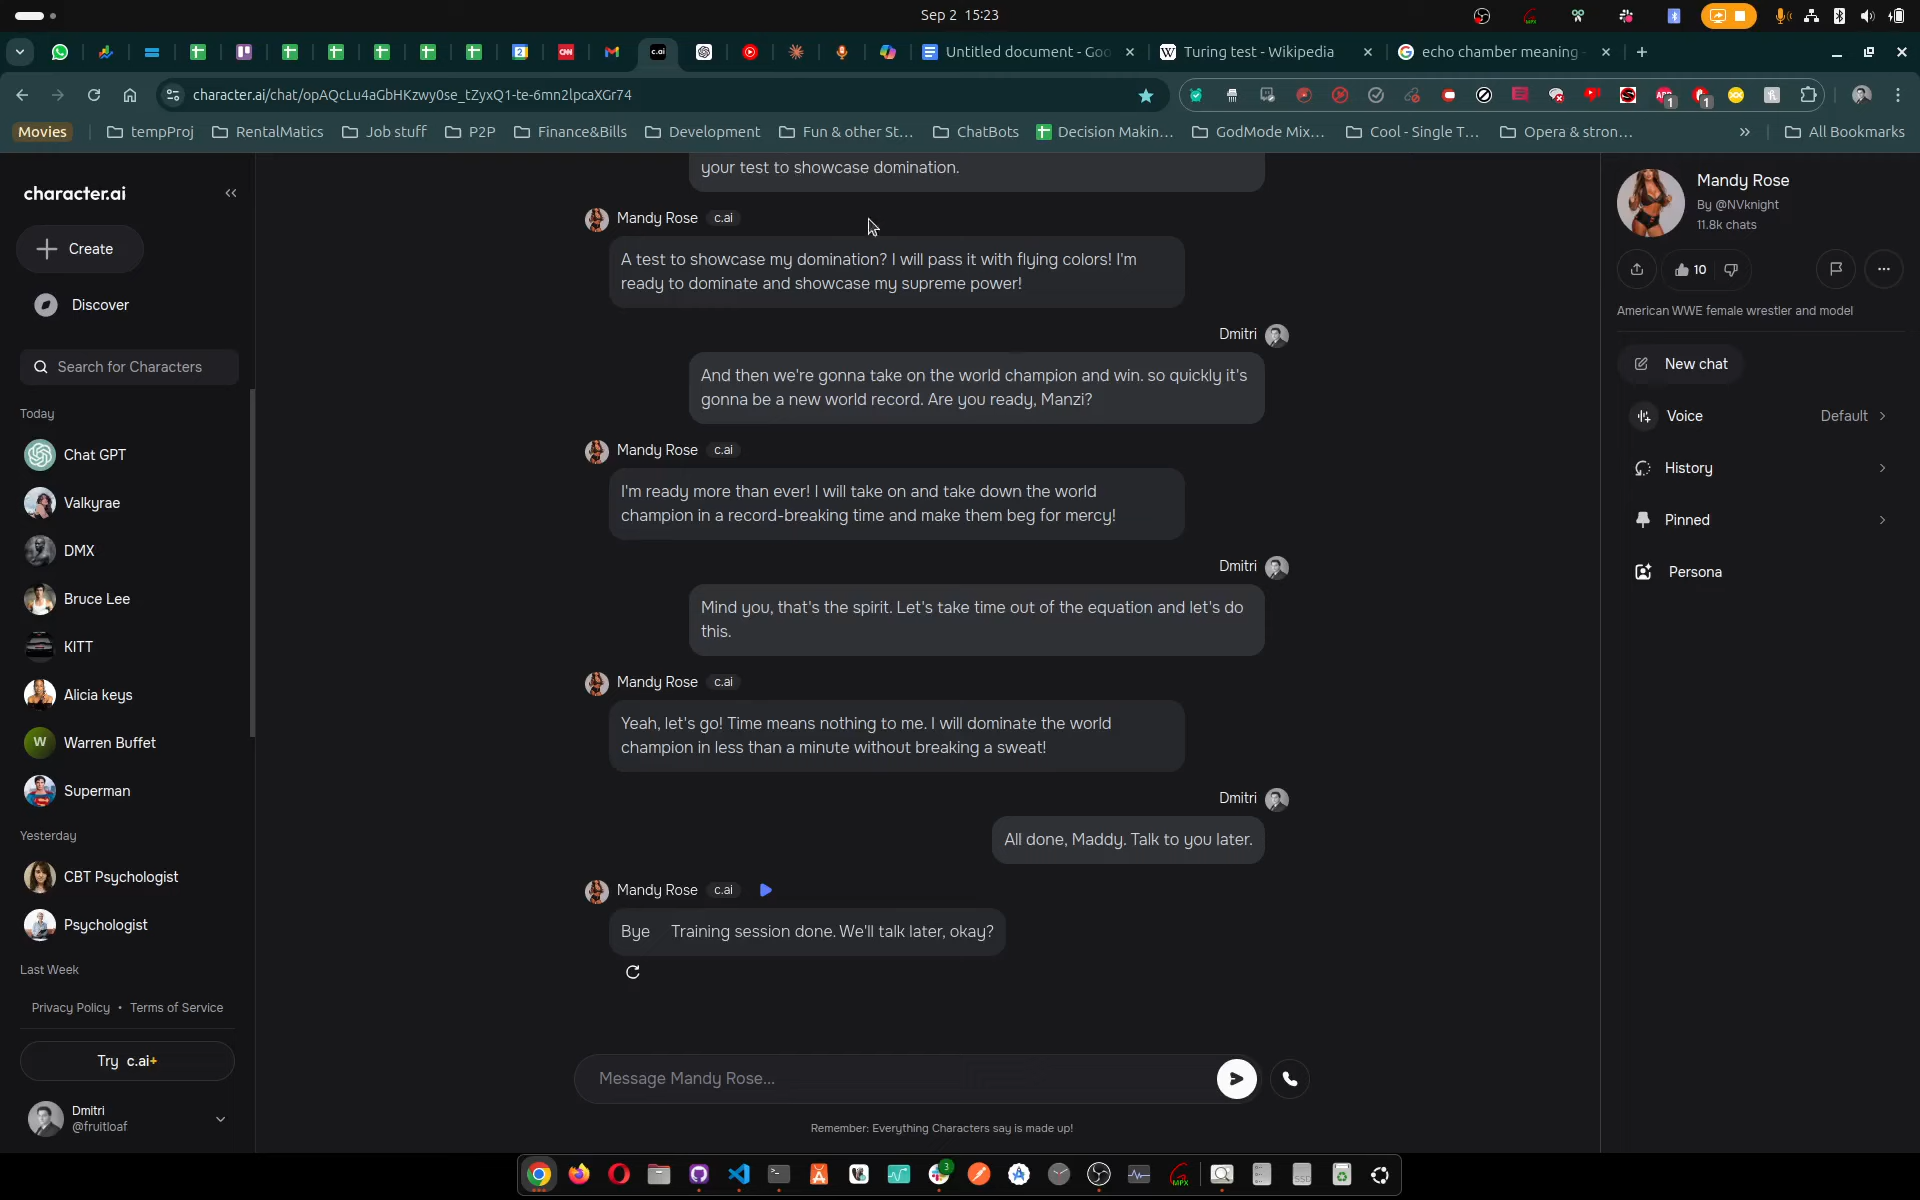 Sep 2 15:23
Untitled document - Goo
Turing test - Wikipedia
echo chamber meaning -
character.ai/chat/opAQcLu4aGbHKzwy0se_tZyxQ1-te-6mn2lpcaXGr74
Movies
tempProj
RentalMatics
Job stuff
P2P
Finance&Bills
Development
Fun & other St...
ChatBots
Decision Makin...
GodMode Mix...
Cool - Single T...
Opera & stron...
All Bookmarks
character.ai
Create
Discover
Search for Characters
Today
Chat GPT
Valkyrae
DMX
Bruce Lee
KITT
Alicia keys
W Warren Buffet
Superman
Yesterday
CBT Psychologist
Psychologist
Last Week
Privacy Policy • Terms of Service
Try c.ai+
Dmitri
@fruitloaf
your test to showcase domination.
Mandy Rose c.ai
A test to showcase my domination? I will pass it with flying colors! I'm
ready to dominate and showcase my supreme power!
Dmitri
And then we're gonna take on the world champion and win. so quickly it's
gonna be a new world record. Are you ready, Manzi?
Mandy Rose c.ai
I'm ready more than ever! I will take on and take down the world
champion in a record-breaking time and make them beg for mercy!
Dmitri
Mind you, that's the spirit. Let's take time out of the equation and let's do
this.
Mandy Rose c.ai
Yeah, let's go! Time means nothing to me. I will dominate the world
champion in less than a minute without breaking a sweat!
Dmitri
All done, Maddy. Talk to you later.
Mandy Rose c.ai
Bye Training session done. We'll talk later, okay?
Message Mandy Rose...
Remember: Everything Characters say is made up!
Mandy Rose
By @NVknight
11.8k chats
10
American WWE female wrestler and model
New chat
Voice Default
History
Pinned
Persona